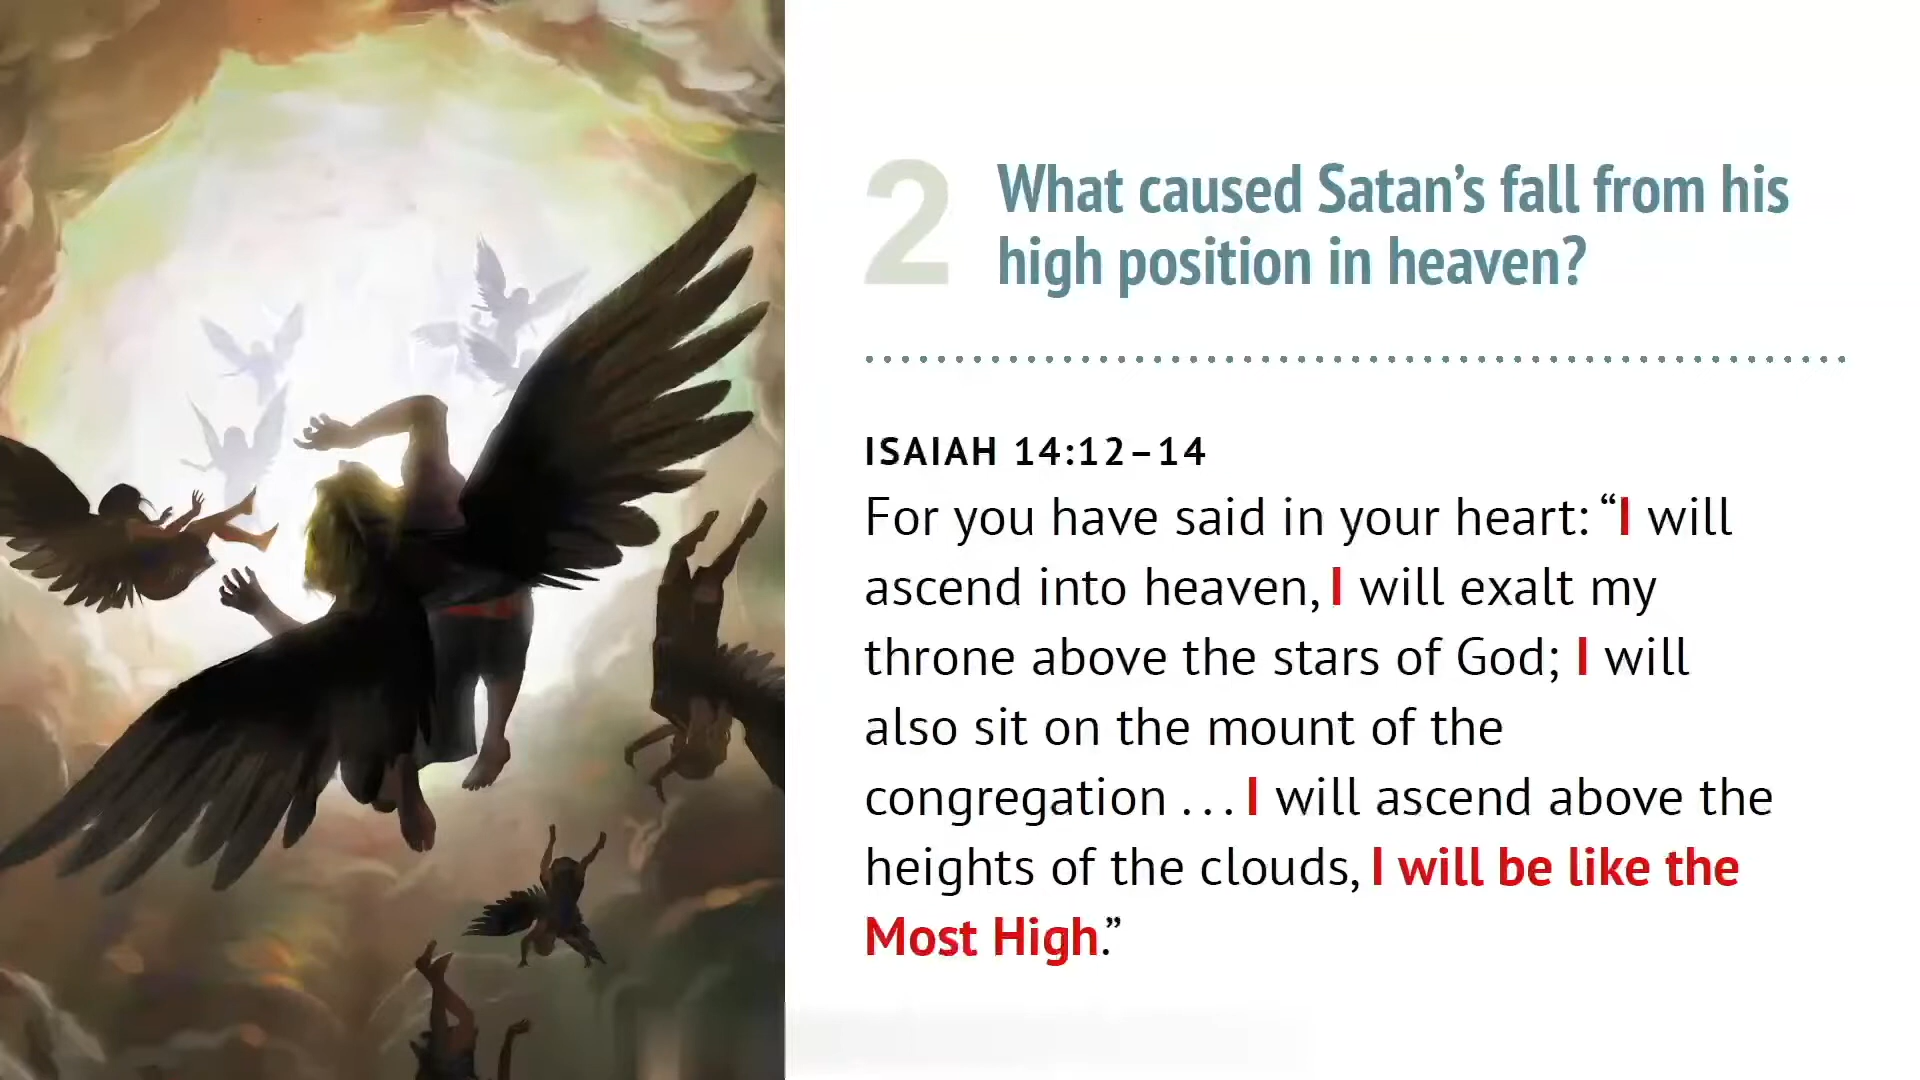 2 What caused Satan’s fall from his
high position in heaven?
ISAIAH 14:12–14
For you have said in your heart: “I will
ascend into heaven, I will exalt my
throne above the stars of God; I will
also sit on the mount of the
congregation . . . I will ascend above the
heights of the clouds, I will be like the
Most High.”